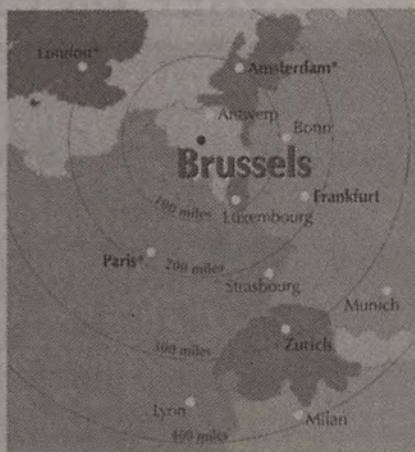 London*
Amsterdam*
Antwerp
Bonn
Brussels
Frankfurt
100 miles
Luxembourg
Paris*
200 miles
Strasbourg
Munich
Zurich
300 miles
Lyon
Milan
400 miles